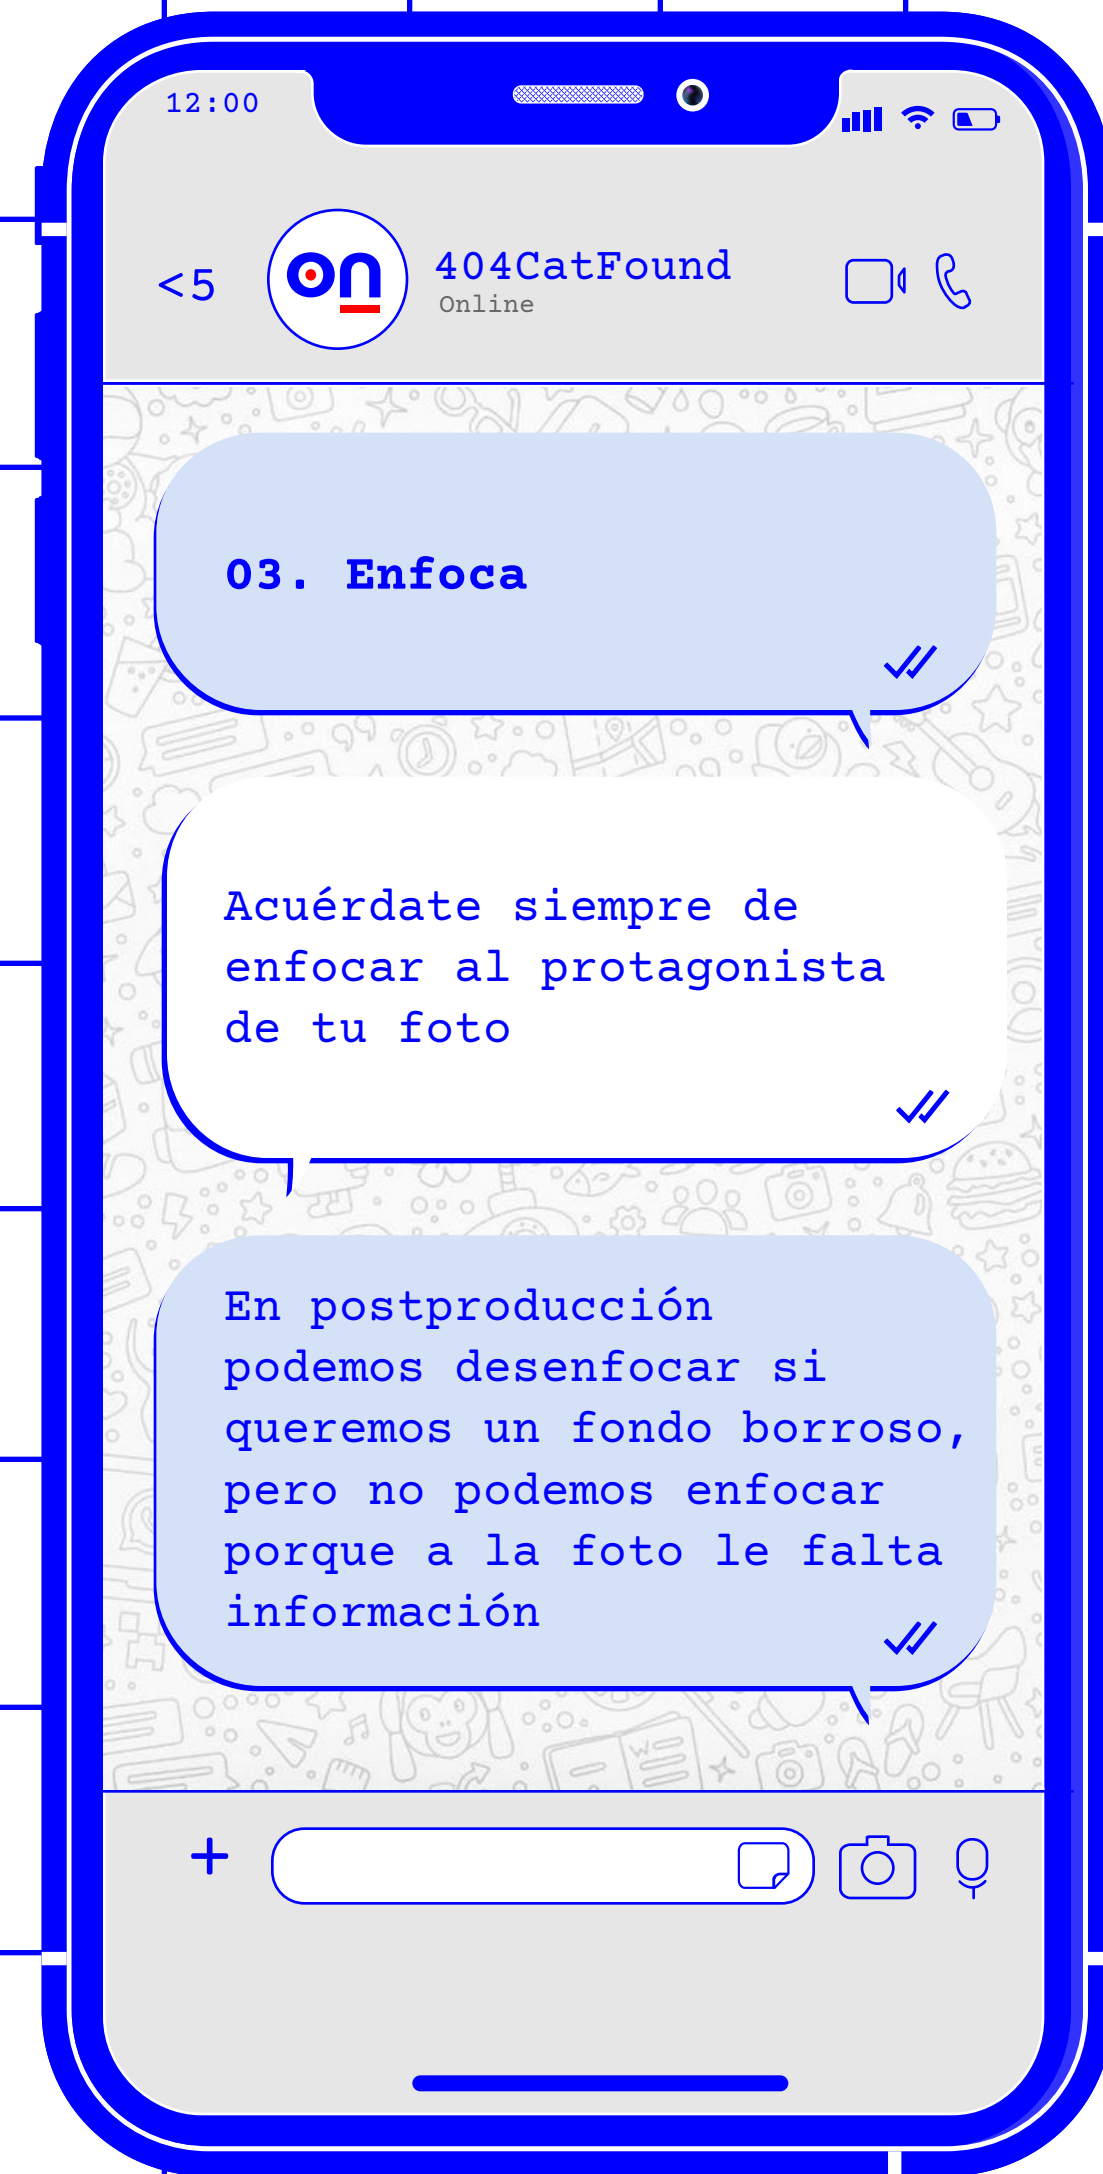 12:00
<5
on
404CatFound
Online
03. Enfoca
Acuérdate siempre de
enfocar al protagonista
de tu foto
En postproducción
podemos desenfocar si
queremos un fondo borroso,
pero no podemos enfocar
porque a la foto le falta
información